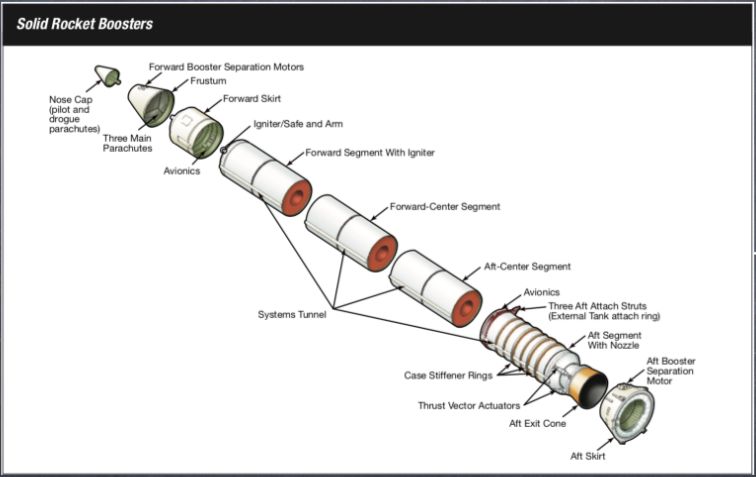 Solid Rocket Boosters
Forward Booster Separation Motors
Frustum
Nose Cap
(pilot and
drogue
parachutes)
Forward Skirt
Three Main
Parachutes
Igniter/Safe and Arm
Avionics
Forward Segment With Igniter
Forward-Center Segment
Aft-Center Segment
Systems Tunnel
Avionics
Three Aft Attach Struts
(External Tank attach ring)
Aft Segment
With Nozzle
Case Stiffener Rings
Aft Booster
Separation
Motor
Thrust Vector Actuators
Aft Exit Cone
Aft Skirt